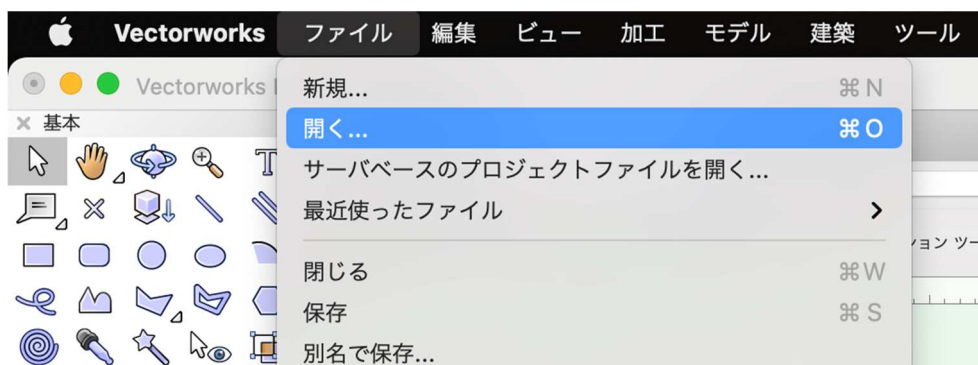 Vectorworks ファイル 編集 ビュー 加工 モデル 建築 ツール
Vectorworks
基本
新規... ⌘N
開く... ⌘O
サーバベースのプロジェクトファイルを開く...
最近使ったファイル
閉じる ⌘W
保存 ⌘S
別名で保存...
ション ツー